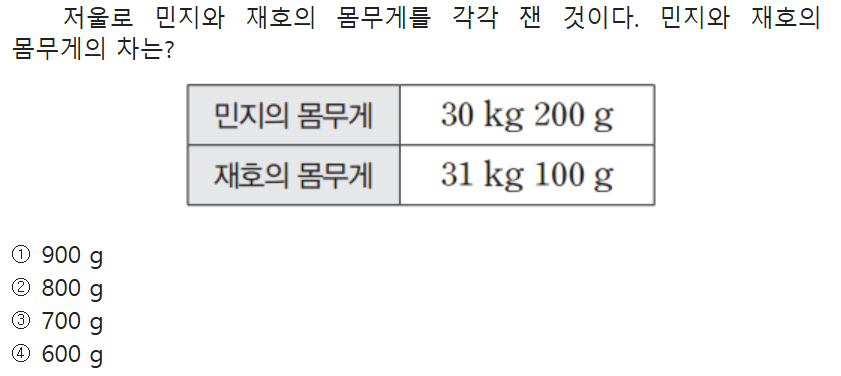 저울로 민지와 재호의 몸무게를 각각 잰 것이다. 민지와 재호의
몸무게의 차는?
민지의 몸무게 30 kg 200 g
재호의 몸무게 31 kg 100 g
① 900 g
② 800 g
③ 700 g
④ 600 g